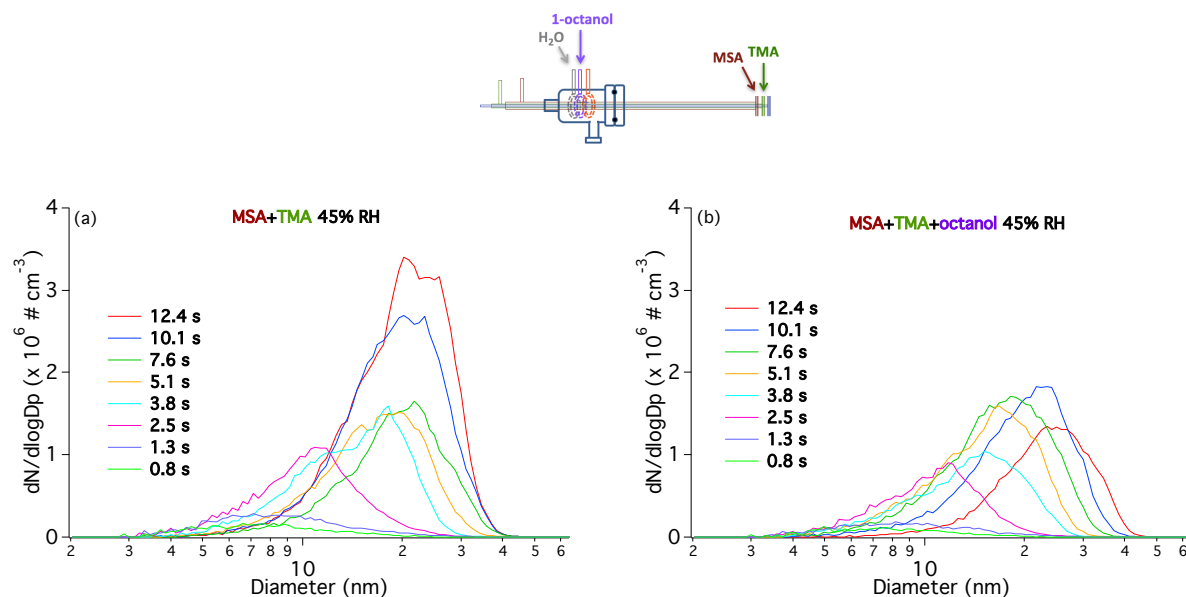 1-octanol
H2O
MSA TMA
(a)
MSA+TMA 45% RH
12.4 s
10.1 s
7.6 s
5.1 s
3.8 s
2.5 s
1.3 s
0.8 s
dN/dlogDp (x 10^6 # cm^-3)
4
3
2
1
0
2 3 4 5 6 7 8 9 10 2 3 4 5 6
Diameter (nm)
(b)
MSA+TMA+octanol 45% RH
12.4 s
10.1 s
7.6 s
5.1 s
3.8 s
2.5 s
1.3 s
0.8 s
dN/dlogDp (x 10^6 # cm^-3)
4
3
2
1
0
2 3 4 5 6 7 8 9 10 2 3 4 5 6
Diameter (nm)